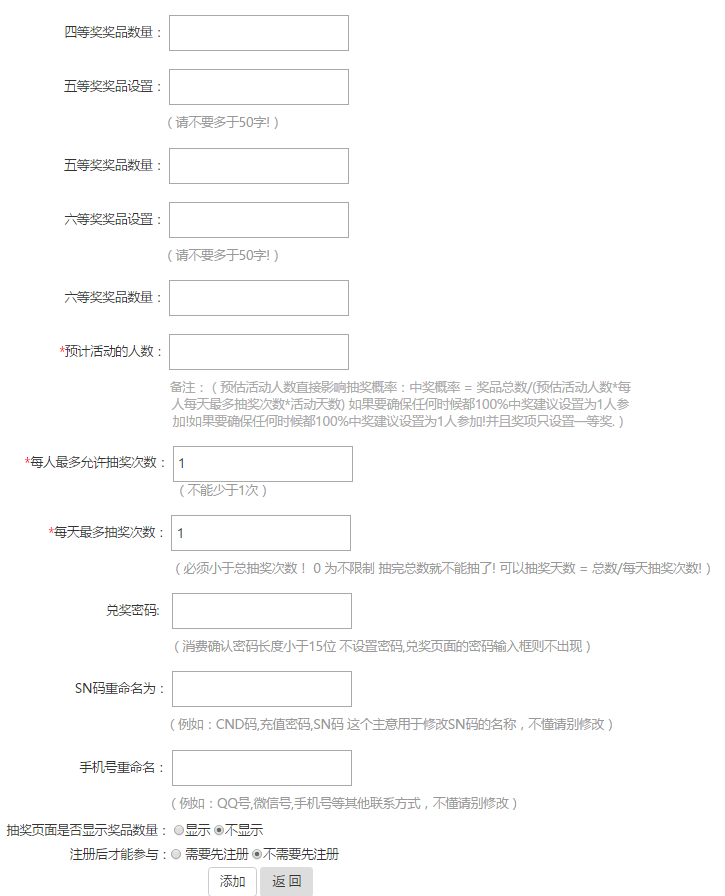 四等奖奖品数量：
五等奖奖品设置：
（请不要多于50字!）
五等奖奖品数量：
六等奖奖品设置：
（请不要多于50字!）
六等奖奖品数量：
*预计活动的人数：
备注：（预估活动人数直接影响抽奖概率：中奖概率 = 奖品总数/(预估活动人数*每
人每天最多抽奖次数*活动天数) 如果要确保任何时候都100%中奖建议设置为1人参
加!如果要确保任何时候都100%中奖建议设置为1人参加!并且奖项只设置一等奖.）
*每人最多允许抽奖次数： 1
（不能少于1次）
*每天最多抽奖次数： 1
（必须小于总抽奖次数！ 0 为不限制 抽完总数就不能抽了! 可以抽奖天数 = 总数/每天抽奖次数!）
兑奖密码:
（消费确认密码长度小于15位 不设置密码,兑奖页面的密码输入框则不出现）
SN码重命名为：
（例如：CND码,充值密码,SN码 这个主意用于修改SN码的名称，不懂请别修改）
手机号重命名：
（例如：QQ号,微信号,手机号等其他联系方式，不懂请别修改）
抽奖页面是否显示奖品数量： 显示 不显示
注册后才能参与： 需要先注册 不需要先注册
添加 返 回